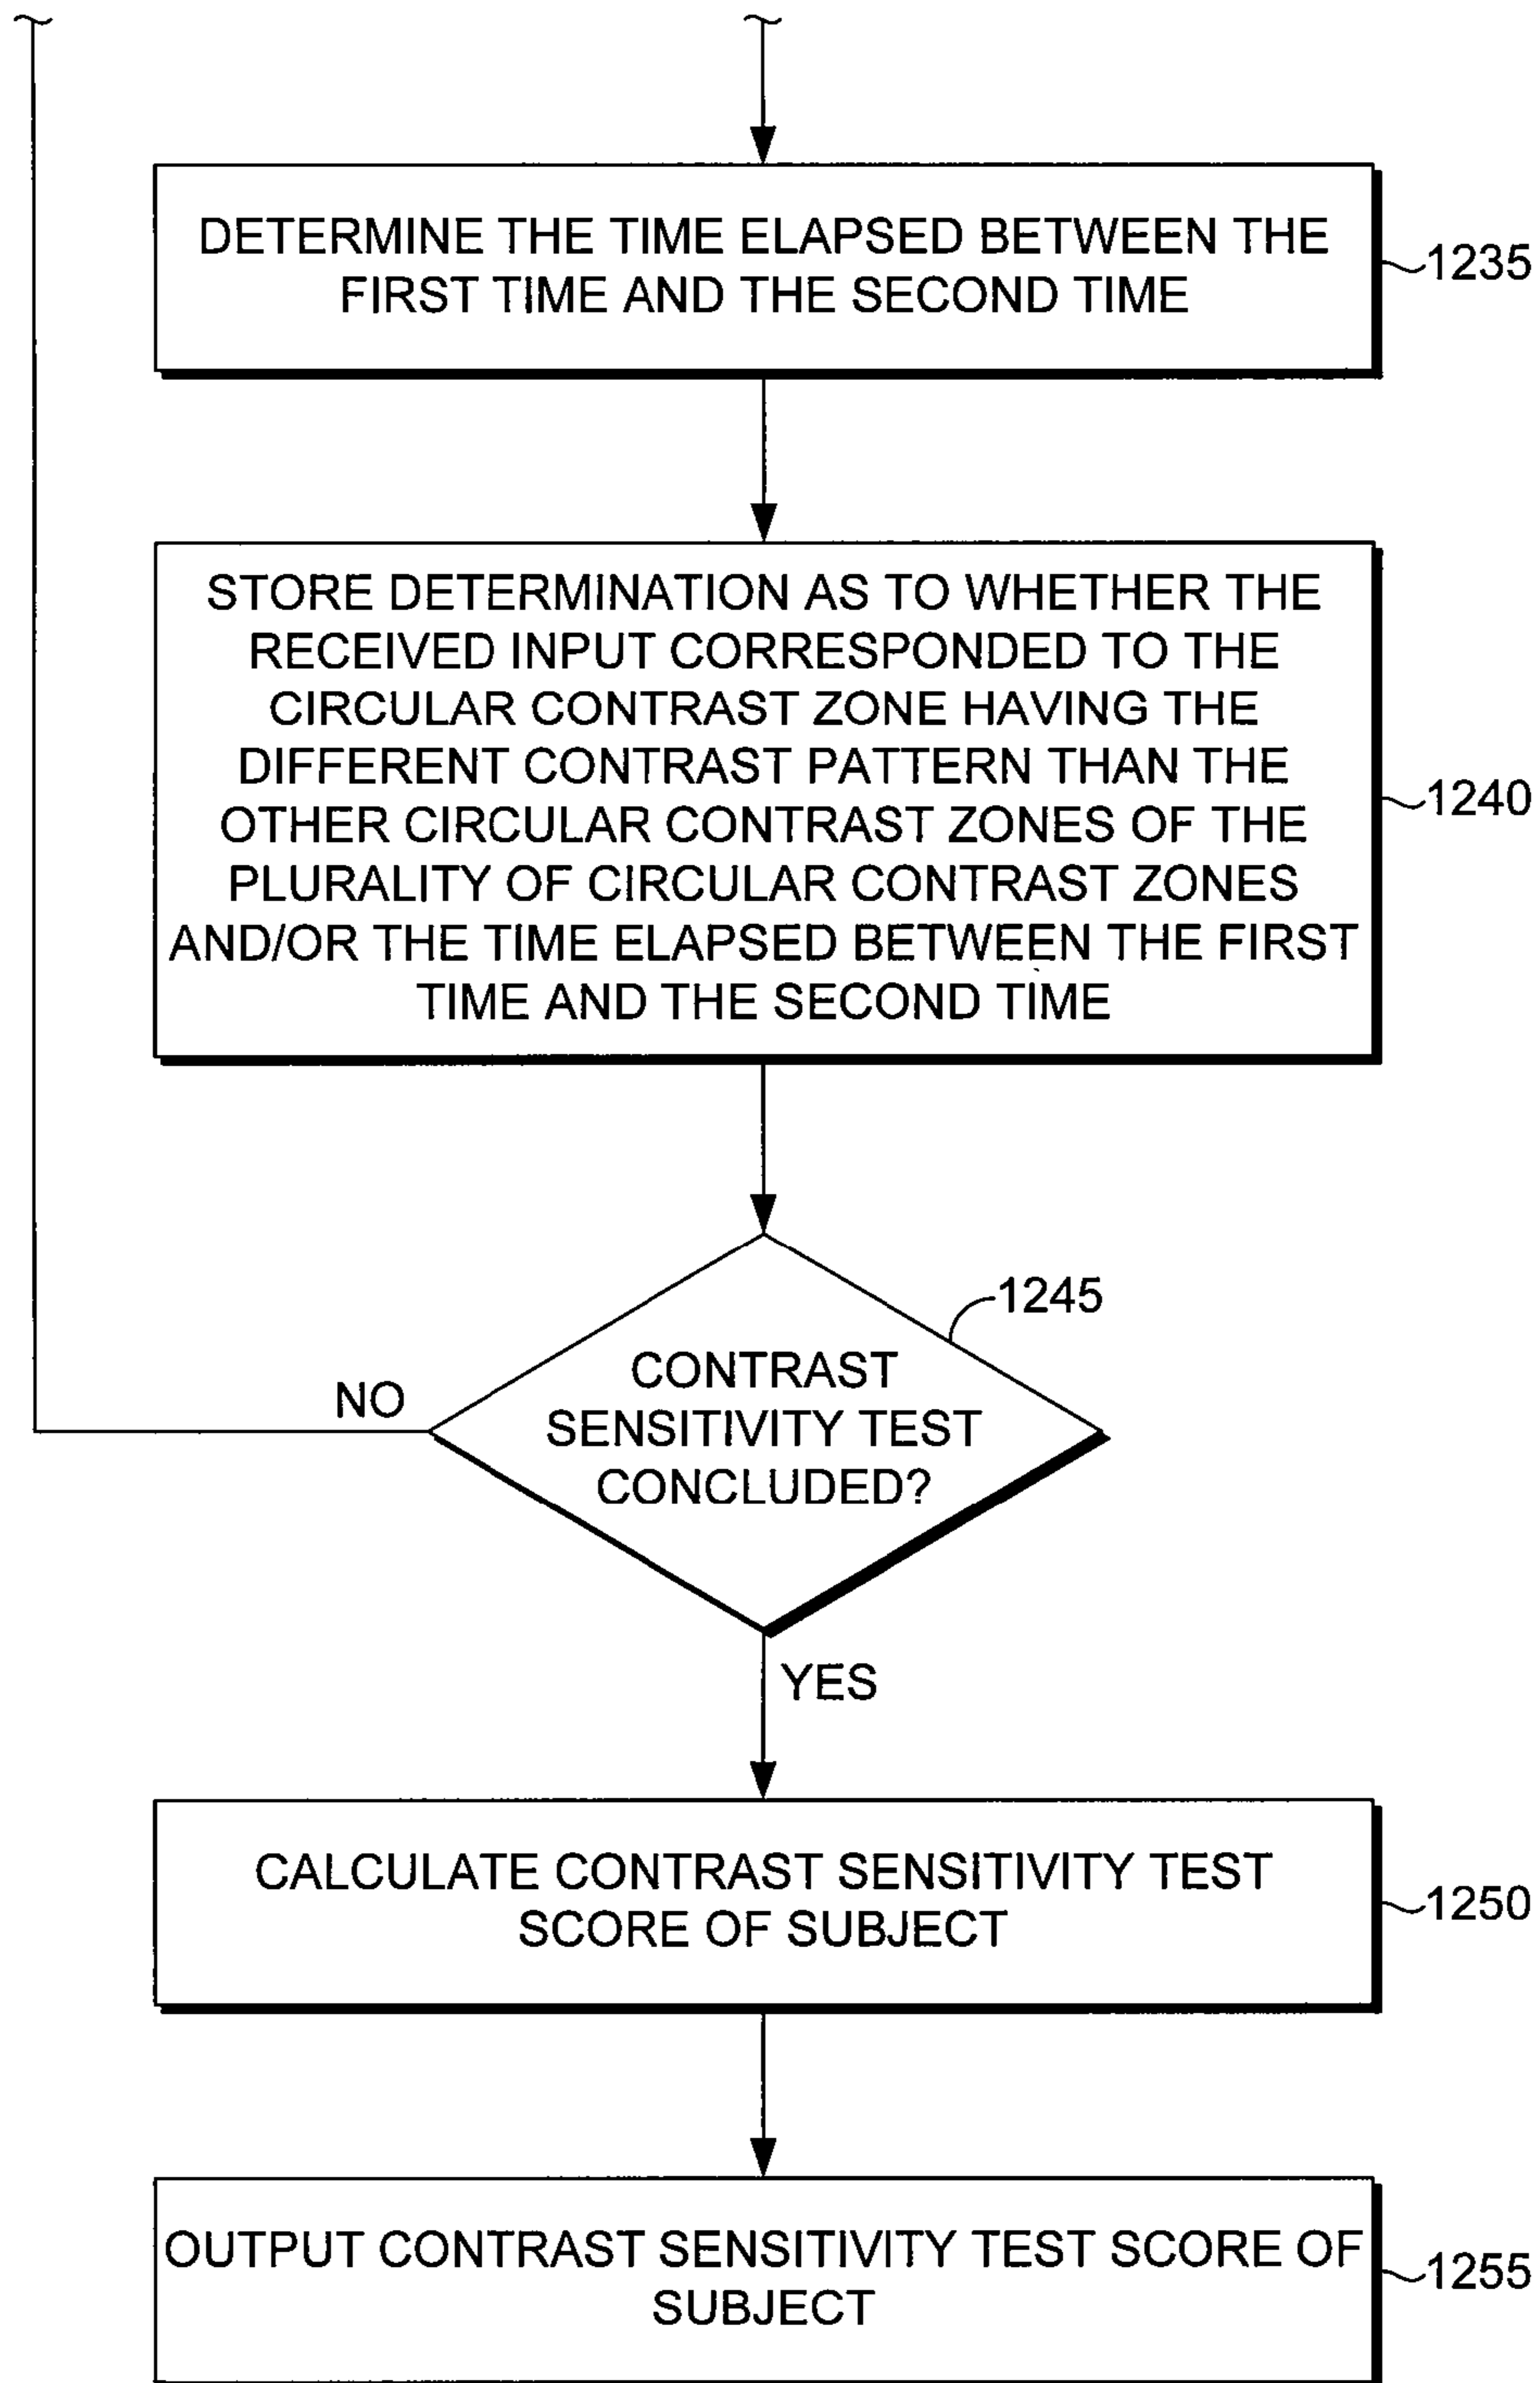 DETERMINE THE TIME ELAPSED BETWEEN THE
FIRST TIME AND THE SECOND TIME
1235
STORE DETERMINATION AS TO WHETHER THE
RECEIVED INPUT CORRESPONDED TO THE
CIRCULAR CONTRAST ZONE HAVING THE
DIFFERENT CONTRAST PATTERN THAN THE
OTHER CIRCULAR CONTRAST ZONES OF THE
PLURALITY OF CIRCULAR CONTRAST ZONES
AND/OR THE TIME ELAPSED BETWEEN THE FIRST
TIME AND THE SECOND TIME
1240
1245
CONTRAST
SENSITIVITY TEST
CONCLUDED?
NO
YES
CALCULATE CONTRAST SENSITIVITY TEST
SCORE OF SUBJECT
1250
OUTPUT CONTRAST SENSITIVITY TEST SCORE OF
SUBJECT
1255